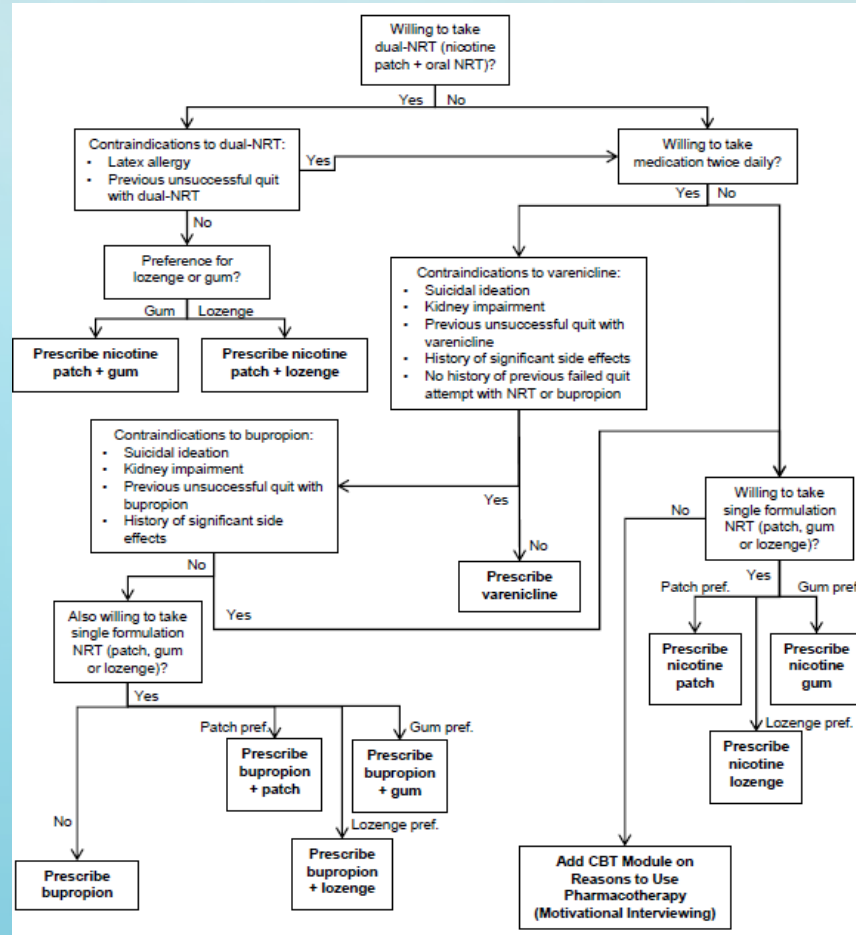 Willing to take
dual-NRT (nicotine
patch + oral NRT)?
Yes
No
Contraindications to dual-NRT:
• Latex allergy
• Previous unsuccessful quit
with dual-NRT
Yes
Willing to take
medication twice daily?
No
Yes
No
Preference for
lozenge or gum?
Gum
Lozenge
Prescribe nicotine
patch + gum
Prescribe nicotine
patch + lozenge
Contraindications to varenicline:
• Suicidal ideation
• Kidney impairment
• Previous unsuccessful quit with
varenicline
• History of significant side effects
• No history of previous failed quit
attempt with NRT or bupropion
Contraindications to bupropion:
• Suicidal ideation
• Kidney impairment
• Previous unsuccessful quit with
bupropion
• History of significant side
effects
Yes
No
Prescribe
varenicline
No
Willing to take
single formulation
NRT (patch, gum
or lozenge)?
No
Yes
Also willing to take
single formulation
NRT (patch, gum
or lozenge)?
Yes
Patch pref.
Yes
Gum pref.
Prescribe
nicotine
patch
Prescribe
nicotine
gum
Lozenge pref.
Prescribe
nicotine
lozenge
Patch pref.
Gum pref.
Prescribe
bupropion
+ patch
Prescribe
bupropion
+ gum
No
Lozenge pref.
Prescribe
bupropion
Prescribe
bupropion
+ lozenge
Add CBT Module on
Reasons to Use
Pharmacotherapy
(Motivational Interviewing)